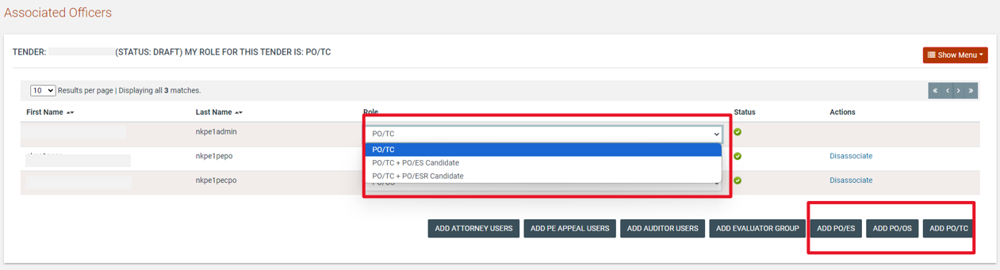 Associated Officers
TENDER: (STATUS: DRAFT) MY ROLE FOR THIS TENDER IS: PO/TC
Show Menu
10 Results per page | Displaying all 3 matches.
First Name Last Name Role Status Actions
nkpe1admin PO/TC
PO/TC
nkpe1pepo PO/TC + PO/ES Candidate Disassociate
PO/TC + PO/ESR Candidate
nkpe1pecpo PO/OS Disassociate
ADD ATTORNEY USERS ADD PE APPEAL USERS ADD AUDITOR USERS ADD EVALUATOR GROUP ADD PO/ES ADD PO/OS ADD PO/TC